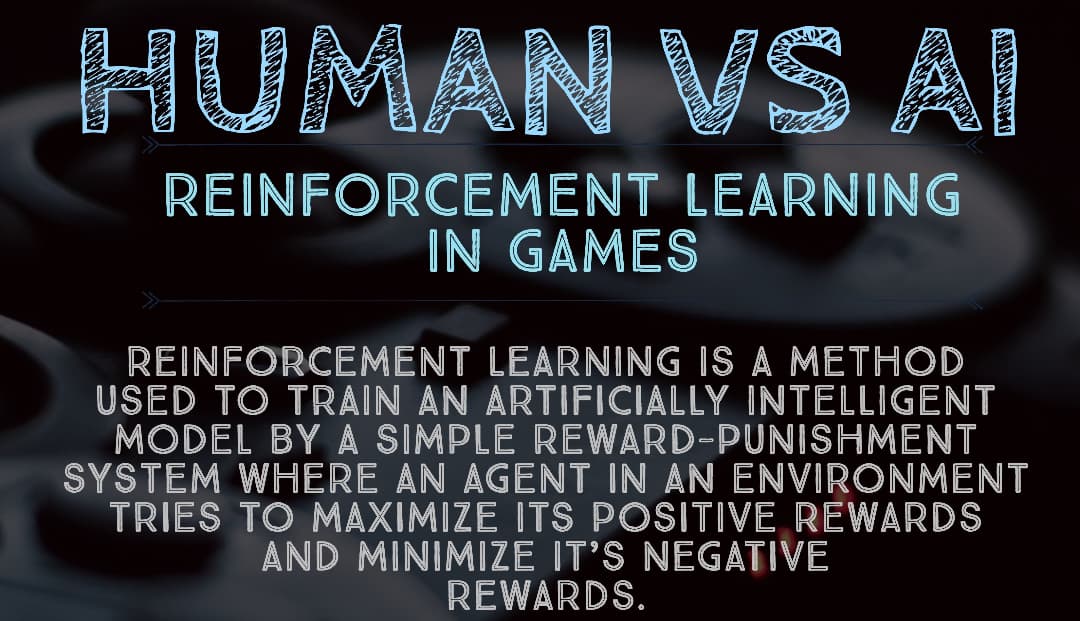 HUMAN VS AI
REINFORCEMENT LEARNING
IN GAMES
REINFORCEMENT LEARNING IS A METHOD
USED TO TRAIN AN ARTIFICIALLY INTELLIGENT
MODEL BY A SIMPLE REWARD-PUNISHMENT
SYSTEM WHERE AN AGENT IN AN ENVIRONMENT
TRIES TO MAXIMIZE ITS POSITIVE REWARDS
AND MINIMIZE IT’S NEGATIVE
REWARDS.